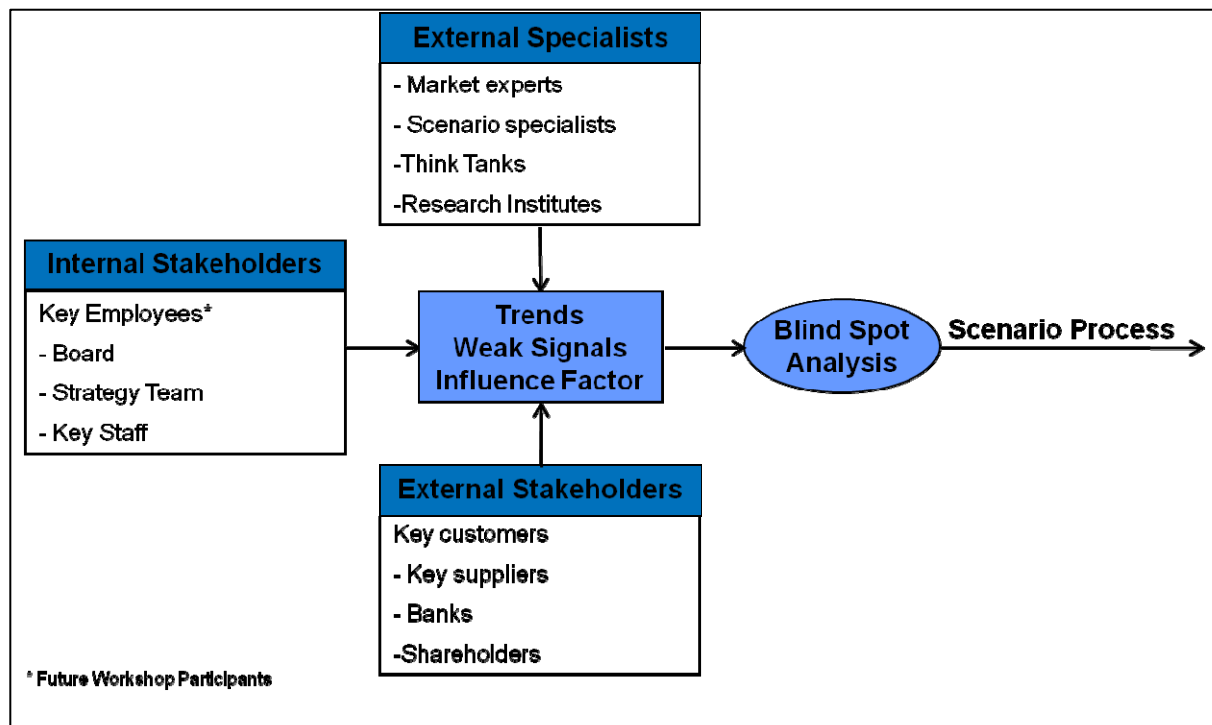 External Specialists
- Market experts
- Scenario specialists
-Think Tanks
-Research Institutes
Internal Stakeholders
Key Employees*
- Board
- Strategy Team
- Key Staff
Trends
Weak Signals
Influence Factor
Blind Spot
Analysis
Scenario Process
External Stakeholders
Key customers
- Key suppliers
- Banks
-Shareholders
* Future Workshop Participants